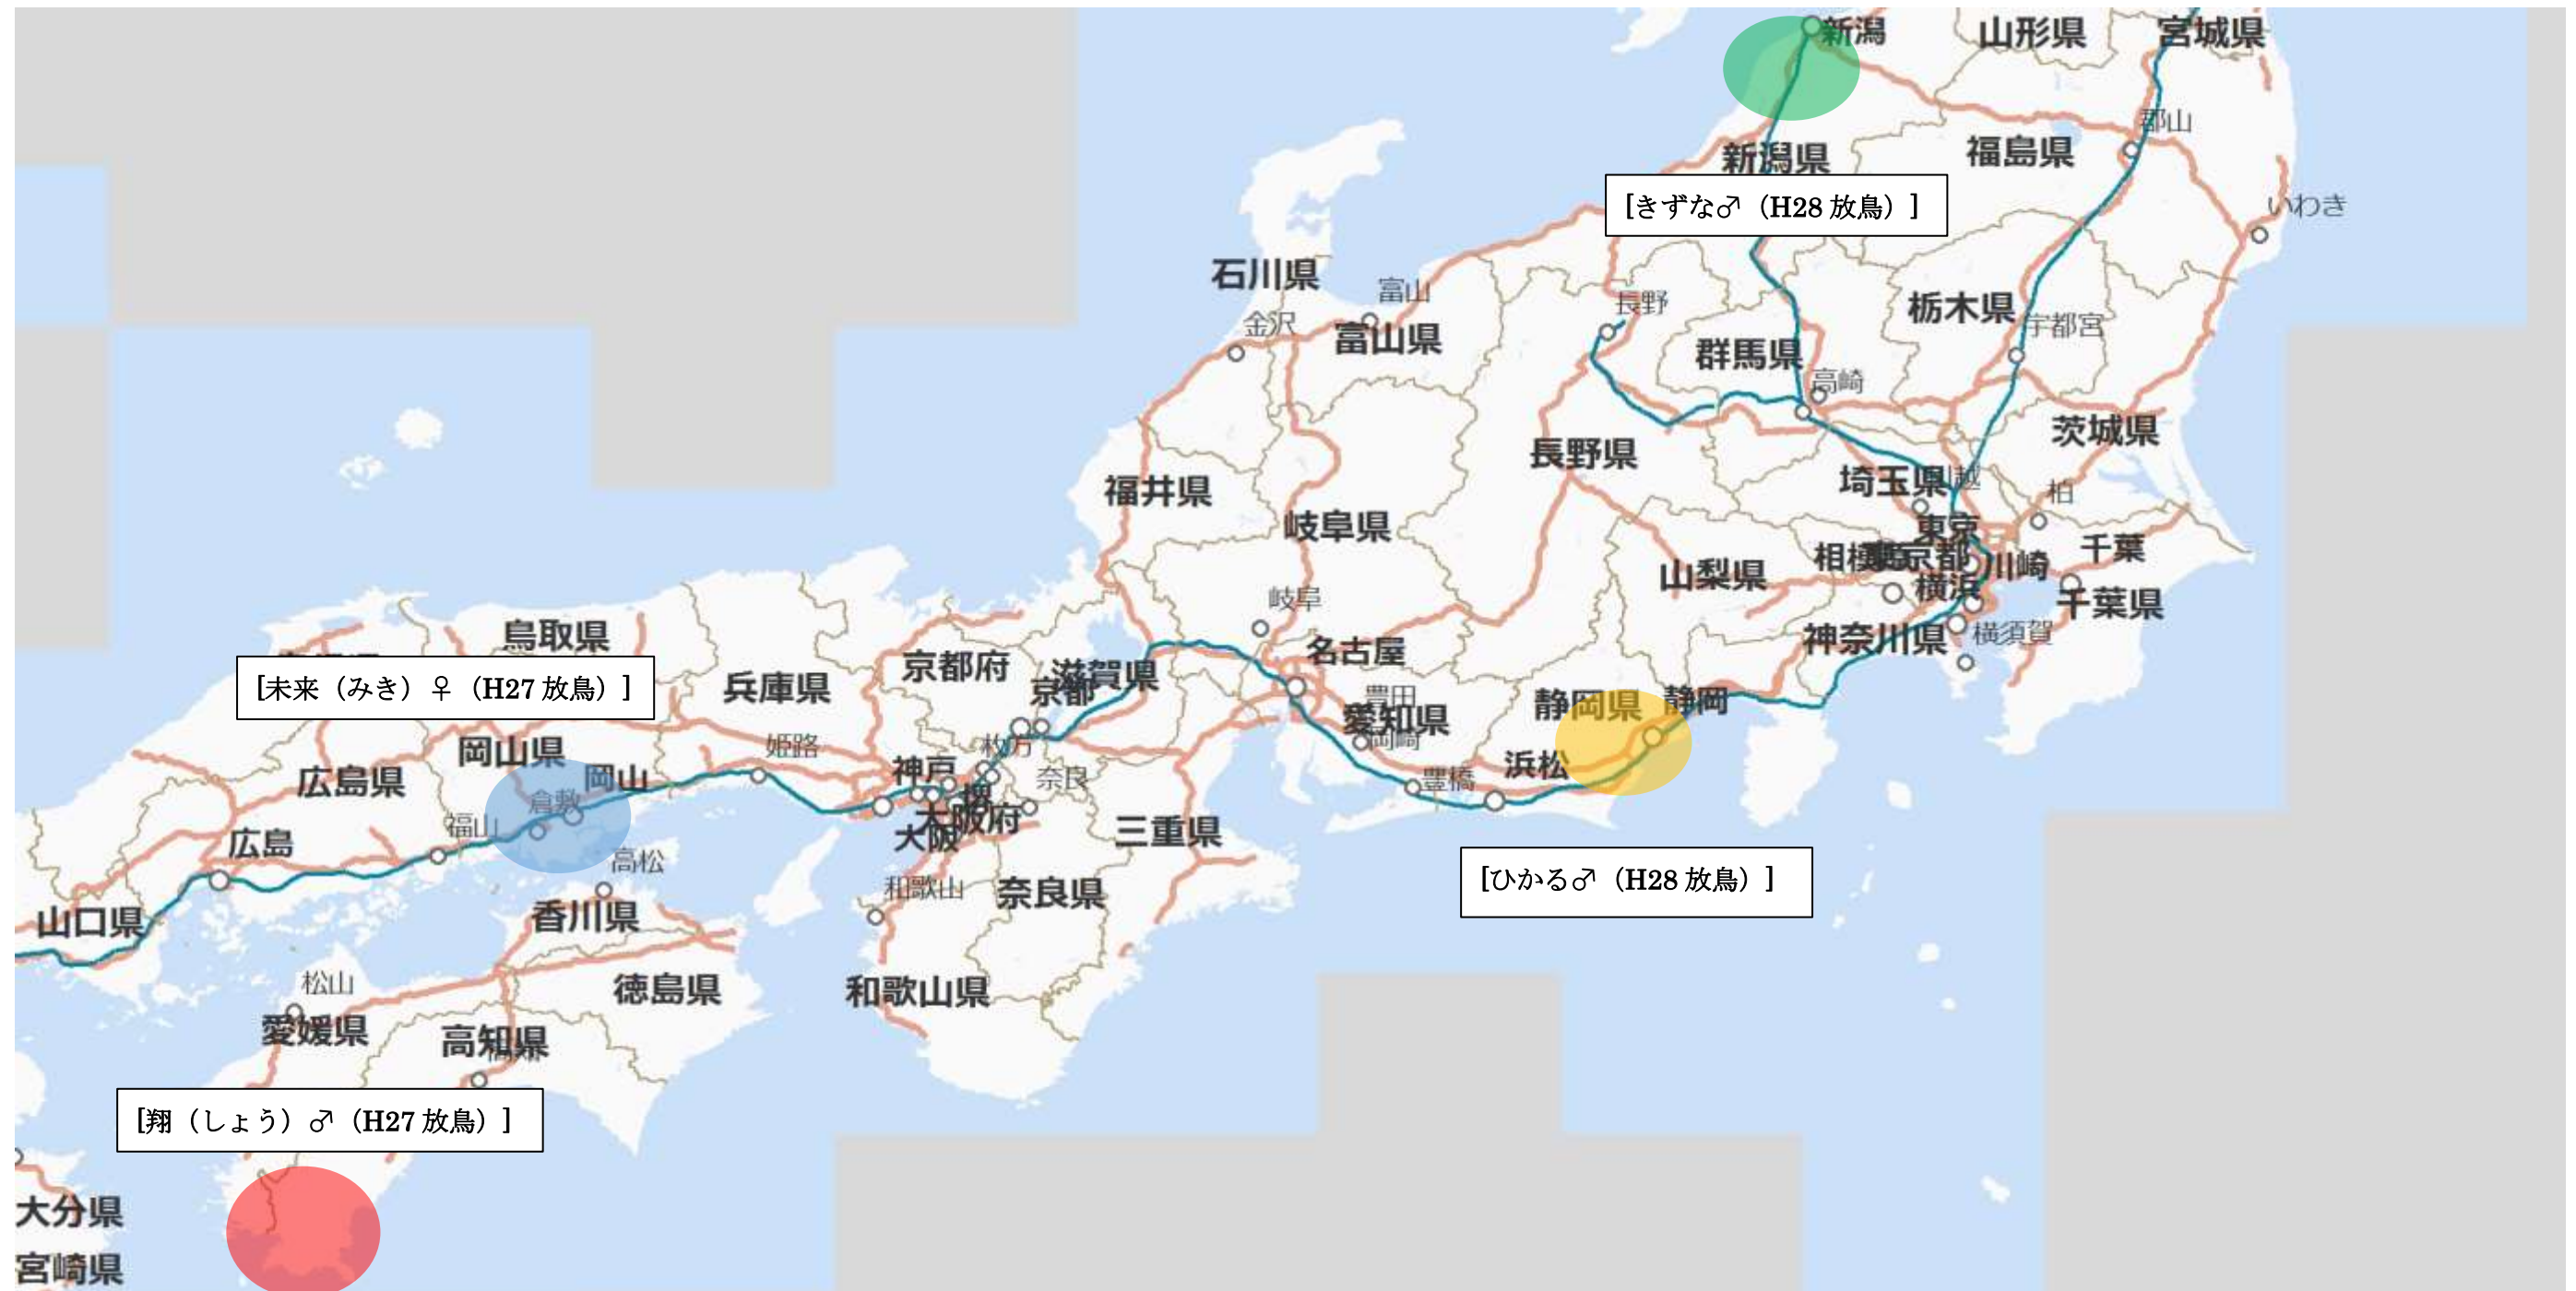 新潟
山形県
宮城県
郡山
福島県
新潟県
[きずな♂（H28 放鳥）]
いわき
石川県
富山
長野
栃木県
金沢
富山県
宇都宮
群馬県
高崎
茨城県
長野県
埼玉県
福井県
柏
岐阜県
東京
千葉
川崎
山梨県
横浜
岐阜
千葉県
鳥取県
神奈川県
横須賀
名古屋
京都府
滋賀県
[未来（みき）♀（H27 放鳥）]
兵庫県
京都
豊田
静岡県
静岡
愛知県
岡崎
岡山県
姫路
枚方
浜松
広島県
岡山
神戸
奈良
豊橋
倉敷
堺
福山
大阪府
三重県
広島
大阪
高松
和歌山
奈良県
[ひかる♂（H28 放鳥）]
山口県
香川県
松山
徳島県
和歌山県
愛媛県
高知県
[翔（しょう）♂（H27 放鳥）]
大分県
宮崎県